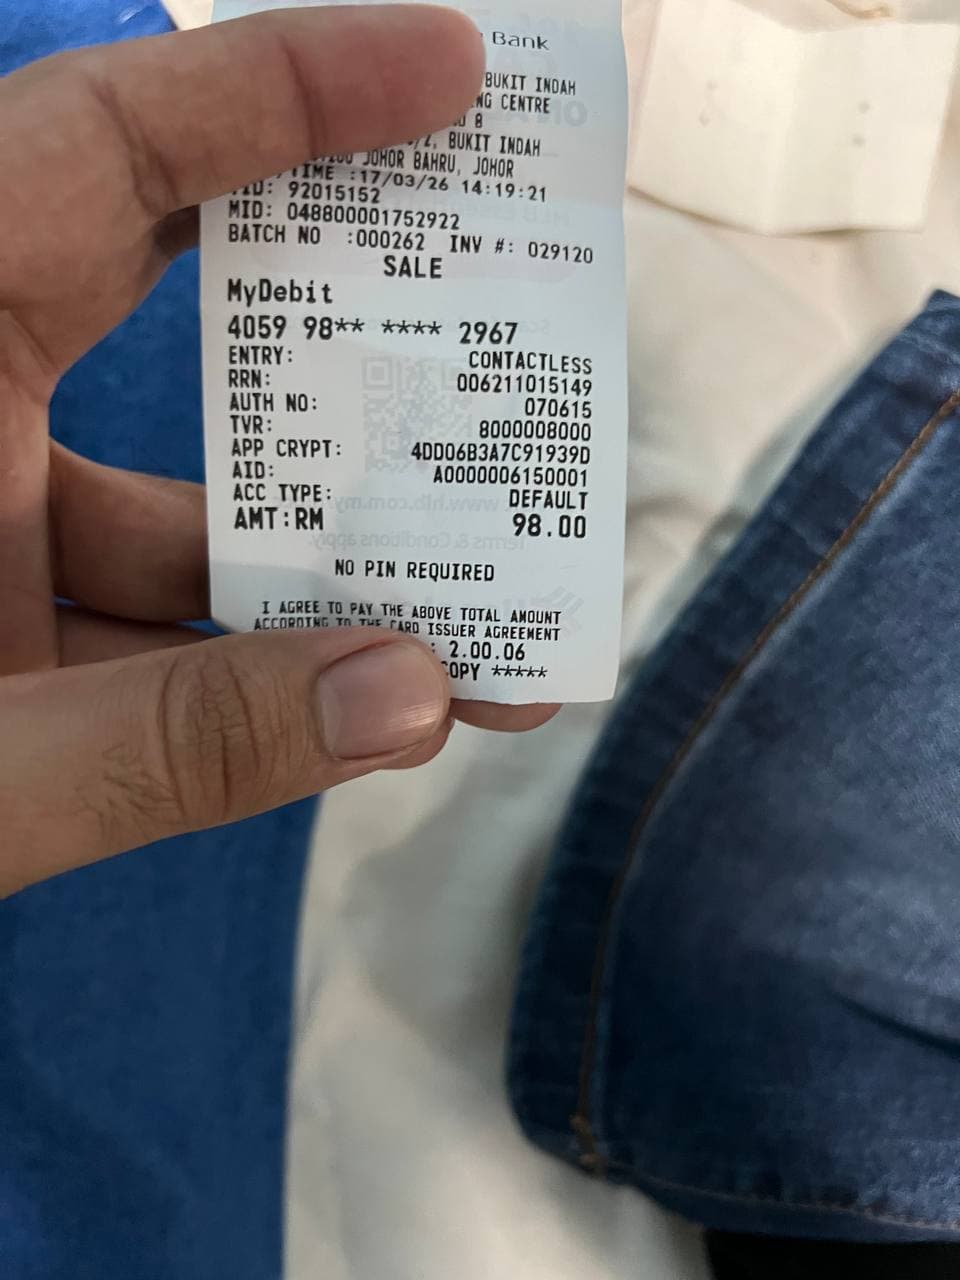 Bank
BUKIT INDAH
NG CENTRE
8
BUKIT INDAH
JOHOR BAHRU, JOHOR
TIME :17/03/26 14:19:21
TID: 92015152
MID: 048800001752922
BATCH NO :000262 INV #: 029120
SALE
MyDebit
4059 98** **** 2967
ENTRY: CONTACTLESS
RRN: 006211015149
AUTH NO: 070615
TVR: 8000008000
APP CRYPT: 4DD06B3A7C91939D
AID: A0000006150001
ACC TYPE: DEFAULT
AMT:RM 98.00
NO PIN REQUIRED
I AGREE TO PAY THE ABOVE TOTAL AMOUNT
ACCORDING TO THE CARD ISSUER AGREEMENT
: 2.00.06
COPY *****